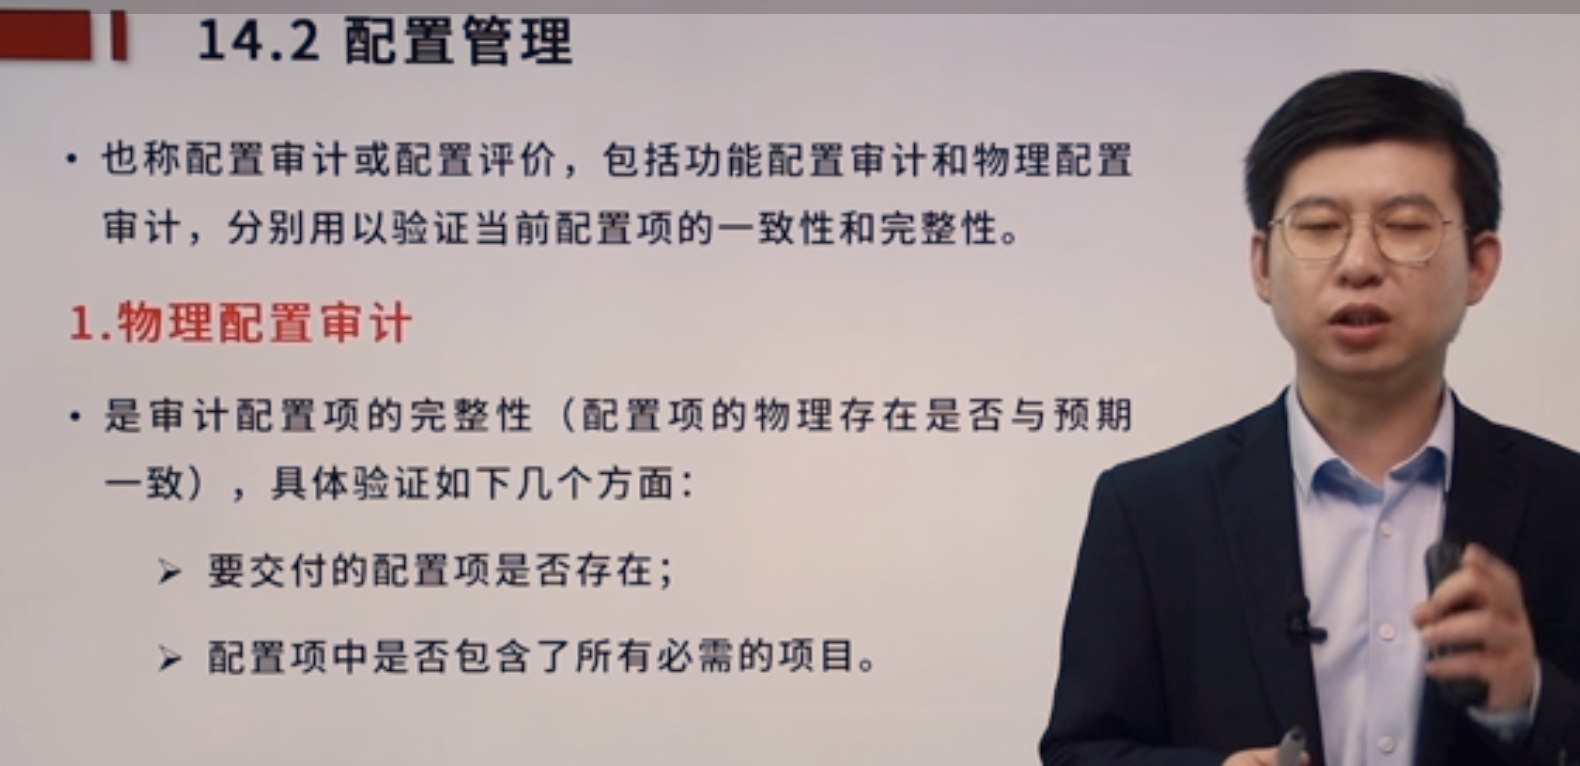 14.2 配置管理
• 也称配置审计或配置评价，包括功能配置审计和物理配置
审计，分别用以验证当前配置项的一致性和完整性。
1.物理配置审计
• 是审计配置项的完整性（配置项的物理存在是否与预期
一致），具体验证如下几个方面：
➢ 要交付的配置项是否存在；
➢ 配置项中是否包含了所有必需的项目。